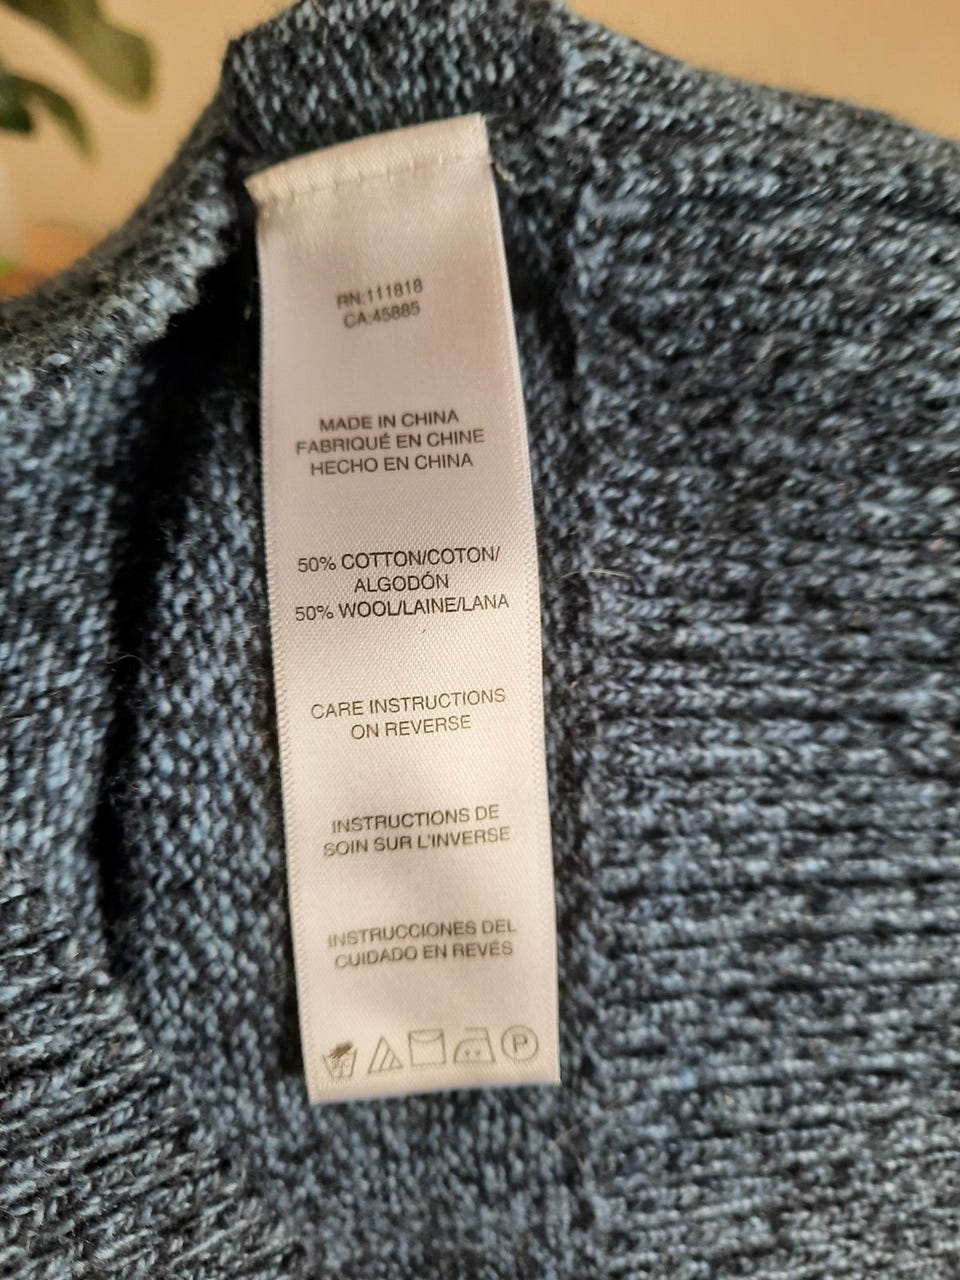 RN:111818
CA:45885
MADE IN CHINA
FABRIQUÉ EN CHINE
HECHO EN CHINA
50% COTTON/COTON/
ALGODÓN
50% WOOL/LAINE/LANA
CARE INSTRUCTIONS
ON REVERSE
INSTRUCTIONS DE
SOIN SUR L'INVERSE
INSTRUCCIONES DEL
CUIDADO EN REVÉS
P